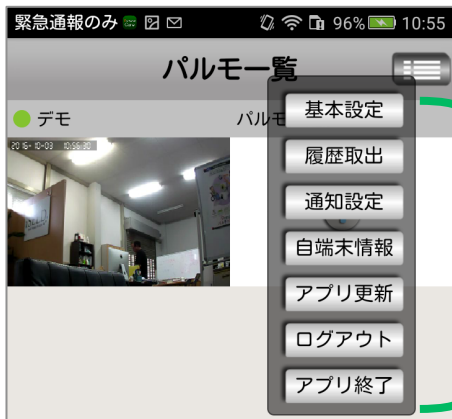 緊急通報のみ 96% 10:55
パルモ一覧
デモ パルモ
2016-10-03 10:56:30
基本設定
履歴取出
通知設定
自端末情報
アプリ更新
ログアウト
アプリ終了